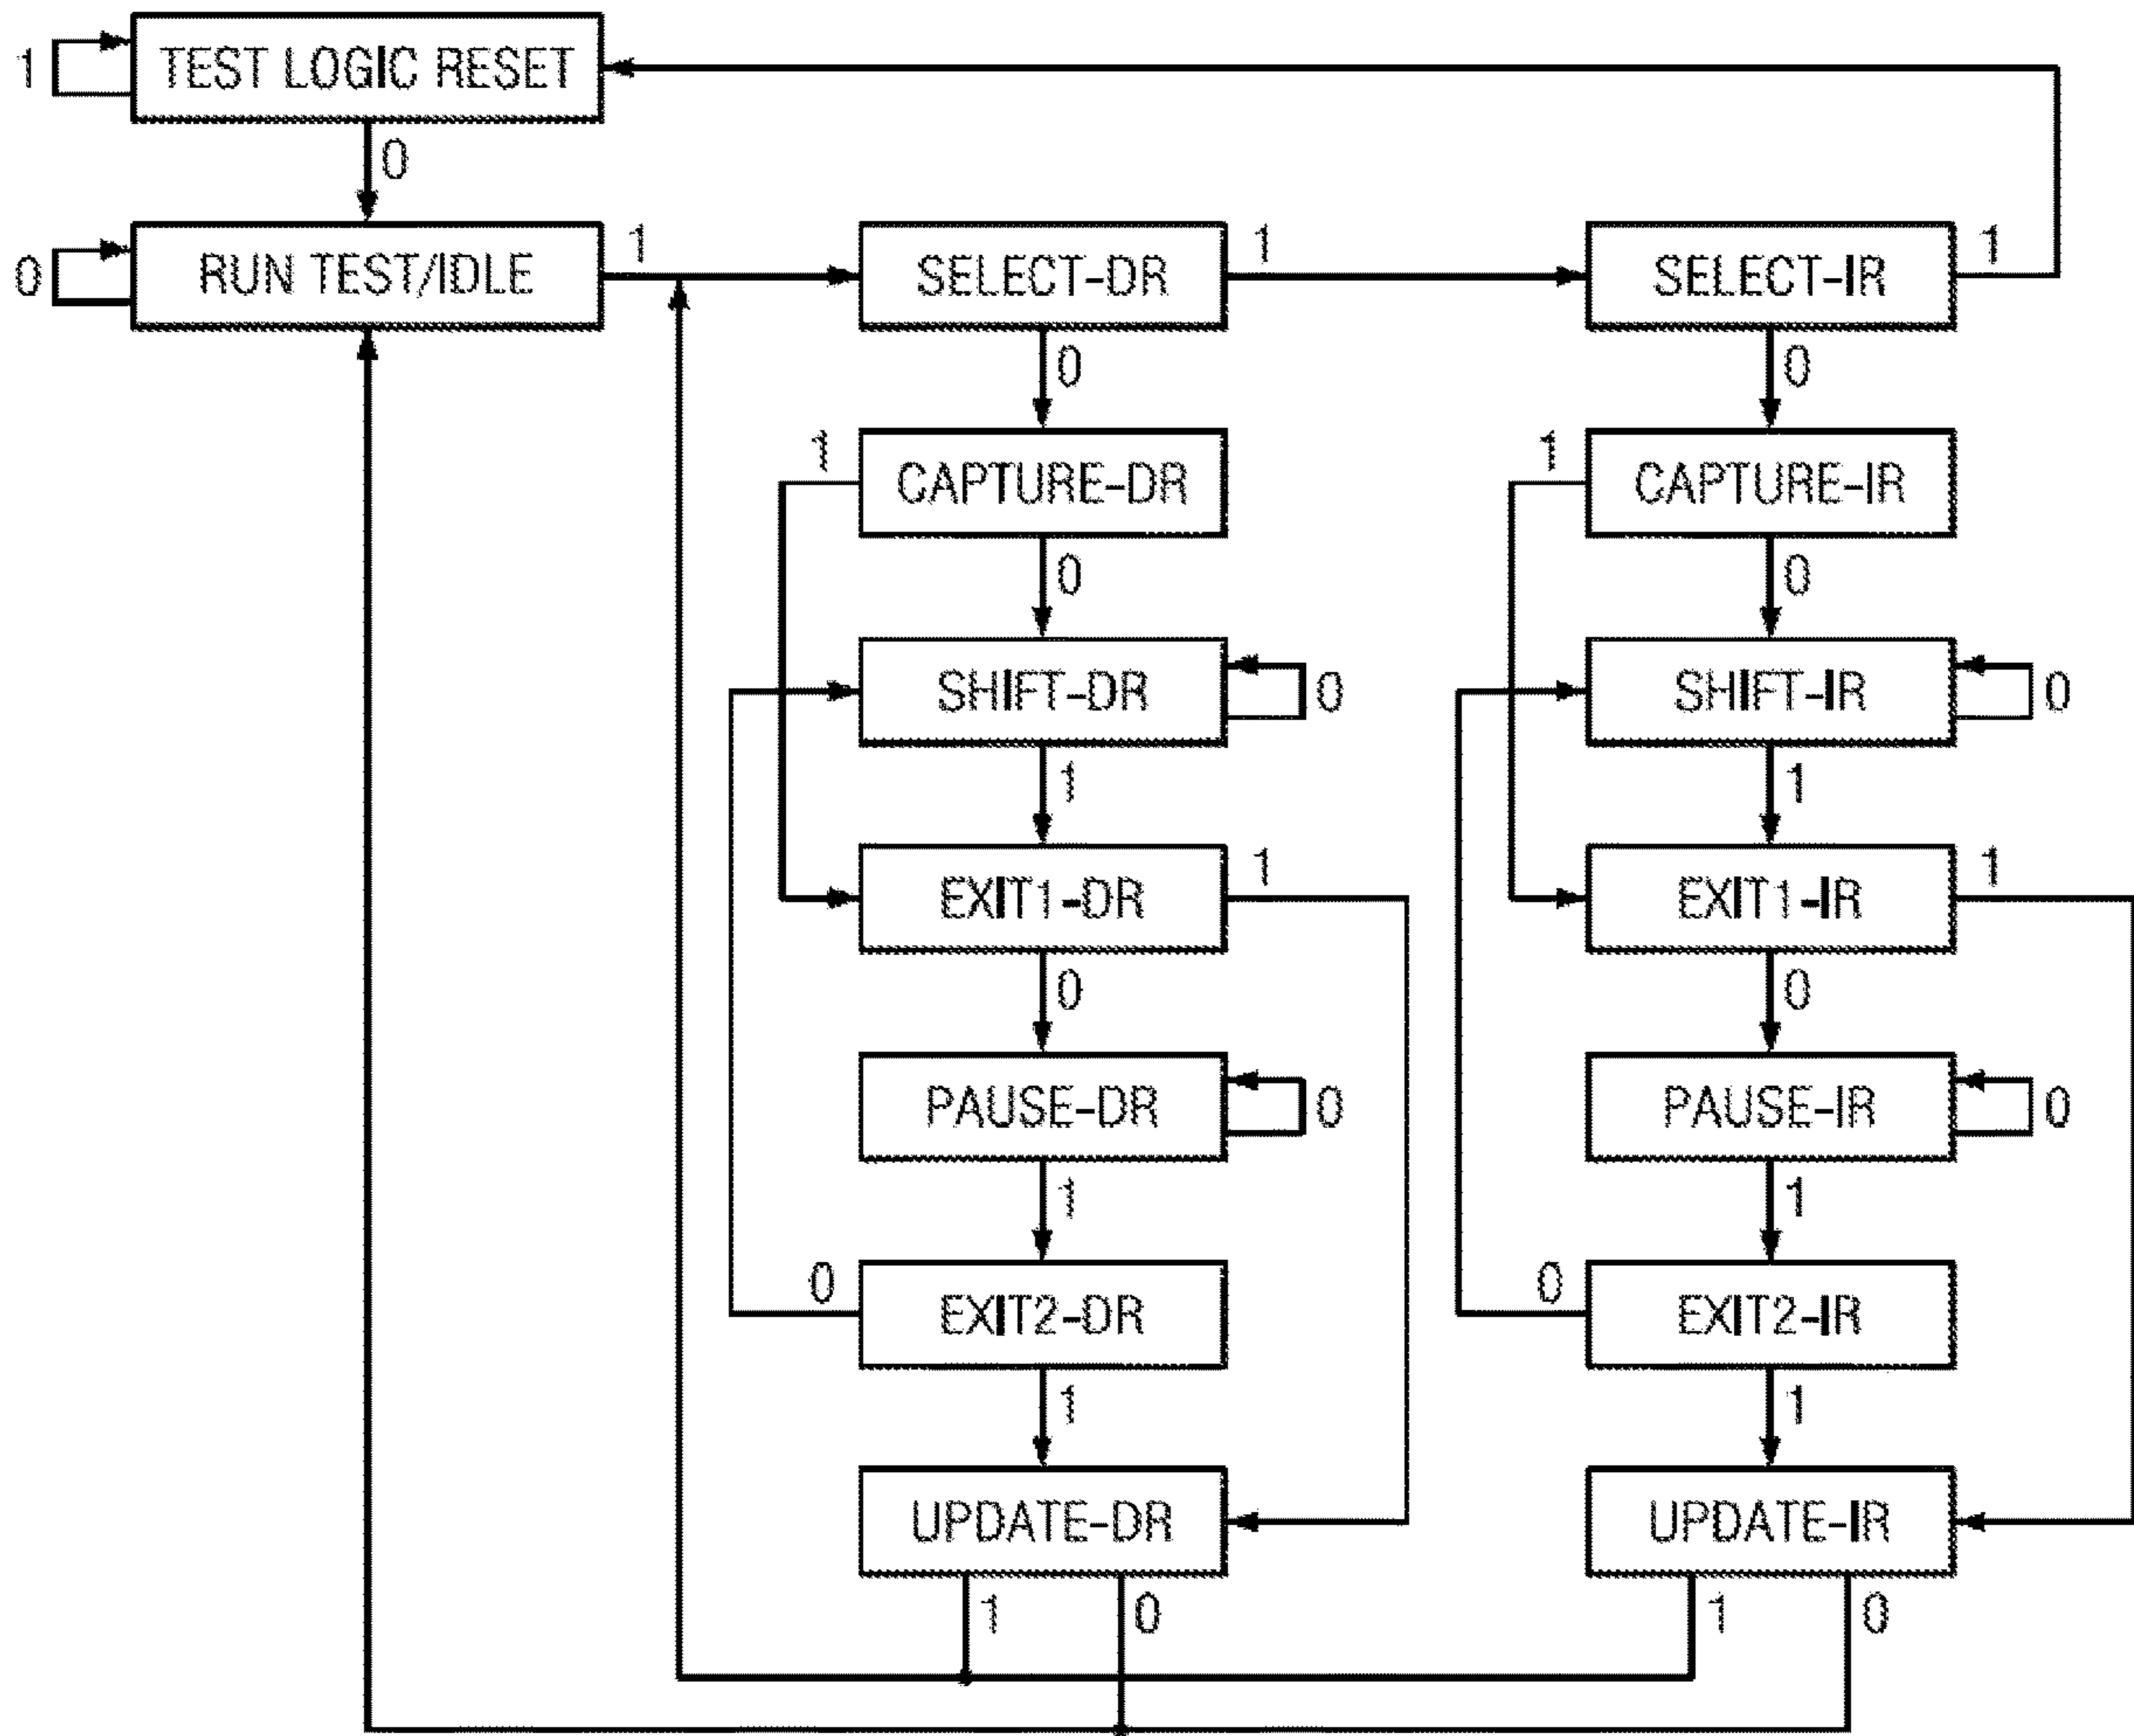 1
TEST LOGIC RESET
0
0
RUN TEST/IDLE
1
SELECT-DR
1
SELECT-IR
1
0
0
1
CAPTURE-DR
1
CAPTURE-IR
0
0
SHIFT-DR
0
SHIFT-IR
0
1
1
EXIT1-DR
1
EXIT1-IR
1
0
0
PAUSE-DR
0
PAUSE-IR
0
1
1
0
EXIT2-DR
0
EXIT2-IR
1
1
UPDATE-DR
UPDATE-IR
1
0
1
0